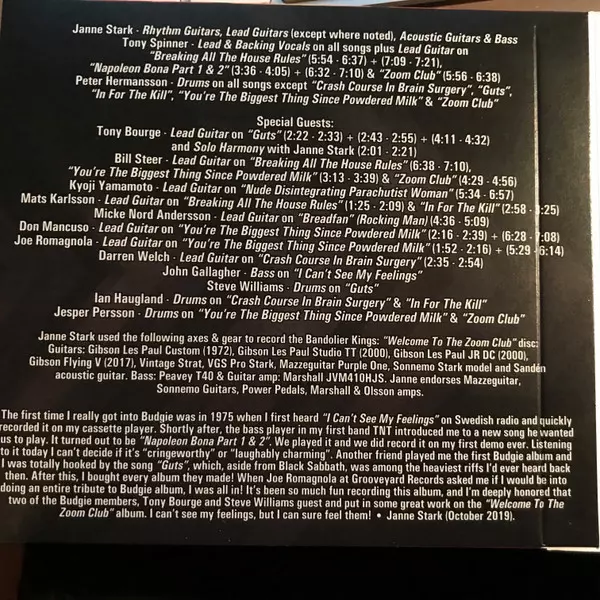 Janne Stark - Rhythm Guitars, Lead Guitars (except where noted), Acoustic Guitars & Bass
Tony Spinner - Lead & Backing Vocals on all songs plus Lead Guitar on
"Breaking All The House Rules" (5:54 - 6:37) + (7:09 - 7:21),
"Napoleon Bona Part 1 & 2" (3:36 - 4:05) + (6:32 - 7:10) & "Zoom Club" (5:56 - 6:38)
Peter Hermansson - Drums on all songs except "Crash Course In Brain Surgery", "Guts",
"In For The Kill", "You're The Biggest Thing Since Powdered Milk" & "Zoom Club"
Special Guests:
Tony Bourge - Lead Guitar on "Guts" (2:22 - 2:33) + (2:43 - 2:55) + (4:11 - 4:32)
and Solo Harmony with Janne Stark (2:01 - 2:21)
Bill Steer - Lead Guitar on "Breaking All The House Rules" (6:38 - 7:10),
"You're The Biggest Thing Since Powdered Milk" (3:13 - 3:39) & "Zoom Club" (4:29 - 4:56)
Kyoji Yamamoto - Lead Guitar on "Nude Disintegrating Parachutist Woman" (5:34 - 6:57)
Mats Karlsson - Lead Guitar on "Breaking All The House Rules" (1:25 - 2:09) & "In For The Kill" (2:58 - 3:25)
Micke Nord Andersson - Lead Guitar on "Breadfan" (Rocking Man) (4:36 - 5:09)
Don Mancuso - Lead Guitar on "You're The Biggest Thing Since Powdered Milk" (2:16 - 2:39) + (6:28 - 7:08)
Joe Romagnola - Lead Guitar on "You're The Biggest Thing Since Powdered Milk" (1:52 - 2:16) + (5:29 - 6:14)
Darren Welch - Lead Guitar on "Crash Course In Brain Surgery" (2:35 - 2:54)
John Gallagher - Bass on "I Can't See My Feelings"
Steve Williams - Drums on "Guts"
Ian Haugland - Drums on "Crash Course In Brain Surgery" & "In For The Kill"
Jesper Persson - Drums on "You're The Biggest Thing Since Powdered Milk" & "Zoom Club"
Janne Stark used the following axes & gear to record the Bandolier Kings: "Welcome To The Zoom Club" disc:
Guitars: Gibson Les Paul Custom (1972), Gibson Les Paul Studio TT (2000), Gibson Les Paul JR DC (2000),
Gibson Flying V (2017), Vintage Strat, VGS Pro Stark, Mazzeguitar Purple One, Sonnemo Stark model and Sandén
acoustic guitar. Bass: Peavey T40 & Guitar amp: Marshall JVM410HJS. Janne endorses Mazzeguitar,
Sonnemo Guitars, Power Pedals, Marshall & Olsson amps.
The first time I really got into Budgie was in 1975 when I first heard "I Can't See My Feelings" on Swedish radio and quickly
recorded it on my cassette player. Shortly after, the bass player in my first band TNT introduced me to a new song he wanted
us to play. It turned out to be "Napoleon Bona Part 1 & 2". We played it and we did record it on my first demo ever. Listening
to it today I can't decide if it's "cringeworthy" or "laughably charming". Another friend played me the first Budgie album and
I was totally hooked by the song "Guts", which, aside from Black Sabbath, was among the heaviest riffs I'd ever heard back
then. After this, I bought every album they made! When Joe Romagnola at Grooveyard Records asked me if I would be into
doing an entire tribute to Budgie album, I was all in! It's been so much fun recording this album, and I'm deeply honored that
two of the Budgie members, Tony Bourge and Steve Williams guest and put in some great work on the "Welcome To The
Zoom Club" album. I can't see my feelings, but I can sure feel them! • Janne Stark (October 2019).